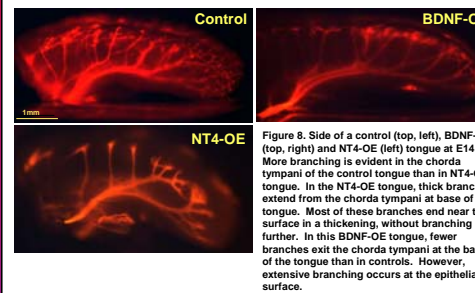 Control
BDNF-O
1mm
NT4-OE
Figure 8. Side of a control (top, left), BDNF-
(top, right) and NT4-OE (left) tongue at E14
More branching is evident in the chorda
tympani of the control tongue than in NT4-
tongue. In the NT4-OE tongue, thick branc
extend from the chorda tympani at base of
tongue. Most of these branches end near t
surface in a thickening, without branching
further. In this BDNF-OE tongue, fewer
branches exit the chorda tympani at the ba
of the tongue than in controls. However,
extensive branching occurs at the epithelia
surface.